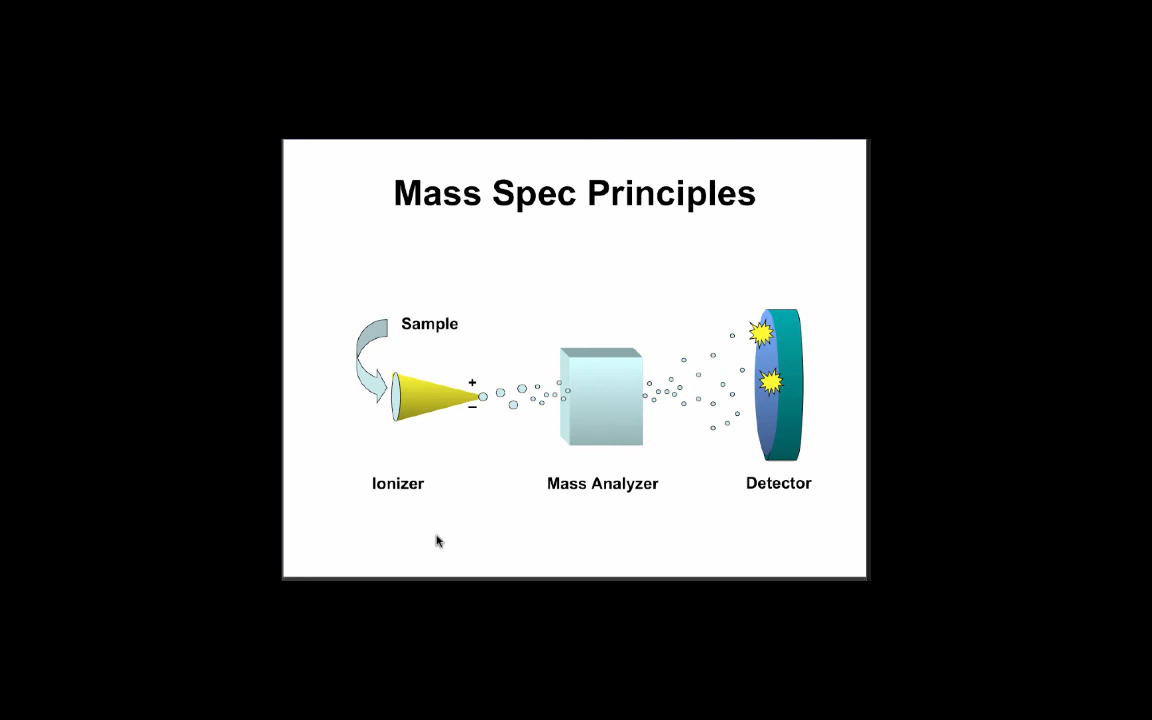 Mass Spec Principles
Sample
+
–
Ionizer
Mass Analyzer
Detector